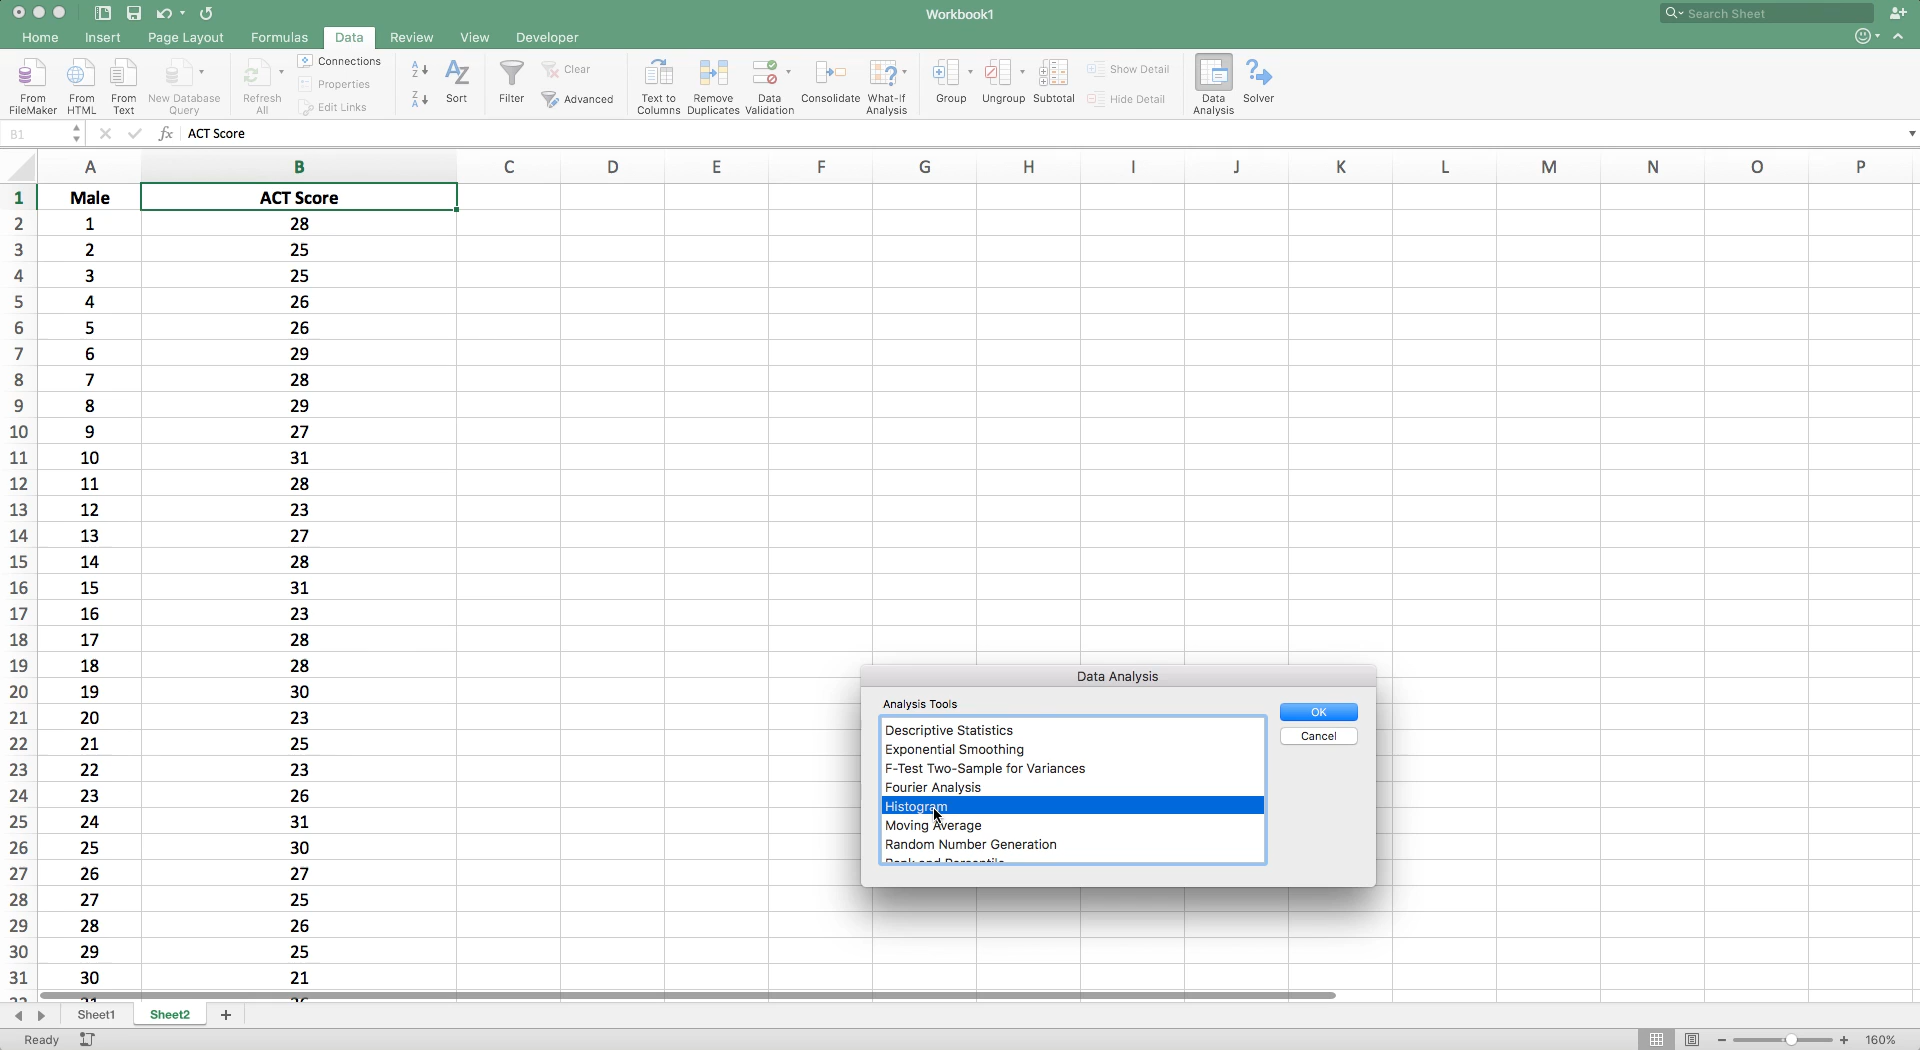 Workbook1
Search Sheet
Home Insert Page Layout Formulas Data Review View Developer
From FileMaker
From HTML
From Text
New Database Query
Refresh All
Connections
Properties
Edit Links
Sort
Filter
Clear
Advanced
Text to Columns
Remove Duplicates
Data Validation
Consolidate
What-If Analysis
Group
Ungroup
Subtotal
Show Detail
Hide Detail
Data Analysis
Solver
B1 fx ACT Score
A B C D E F G H I J K L M N O P
1 Male ACT Score
2 1 28
3 2 25
4 3 25
5 4 26
6 5 26
7 6 29
8 7 28
9 8 29
10 9 27
11 10 31
12 11 28
13 12 23
14 13 27
15 14 28
16 15 31
17 16 23
18 17 28
19 18 28
20 19 30
21 20 23
22 21 25
23 22 23
24 23 26
25 24 31
26 25 30
27 26 27
28 27 25
29 28 26
30 29 25
31 30 21
Data Analysis
Analysis Tools
Descriptive Statistics
Exponential Smoothing
F-Test Two-Sample for Variances
Fourier Analysis
Histogram
Moving Average
Random Number Generation
OK
Cancel
Sheet1 Sheet2
Ready 160%